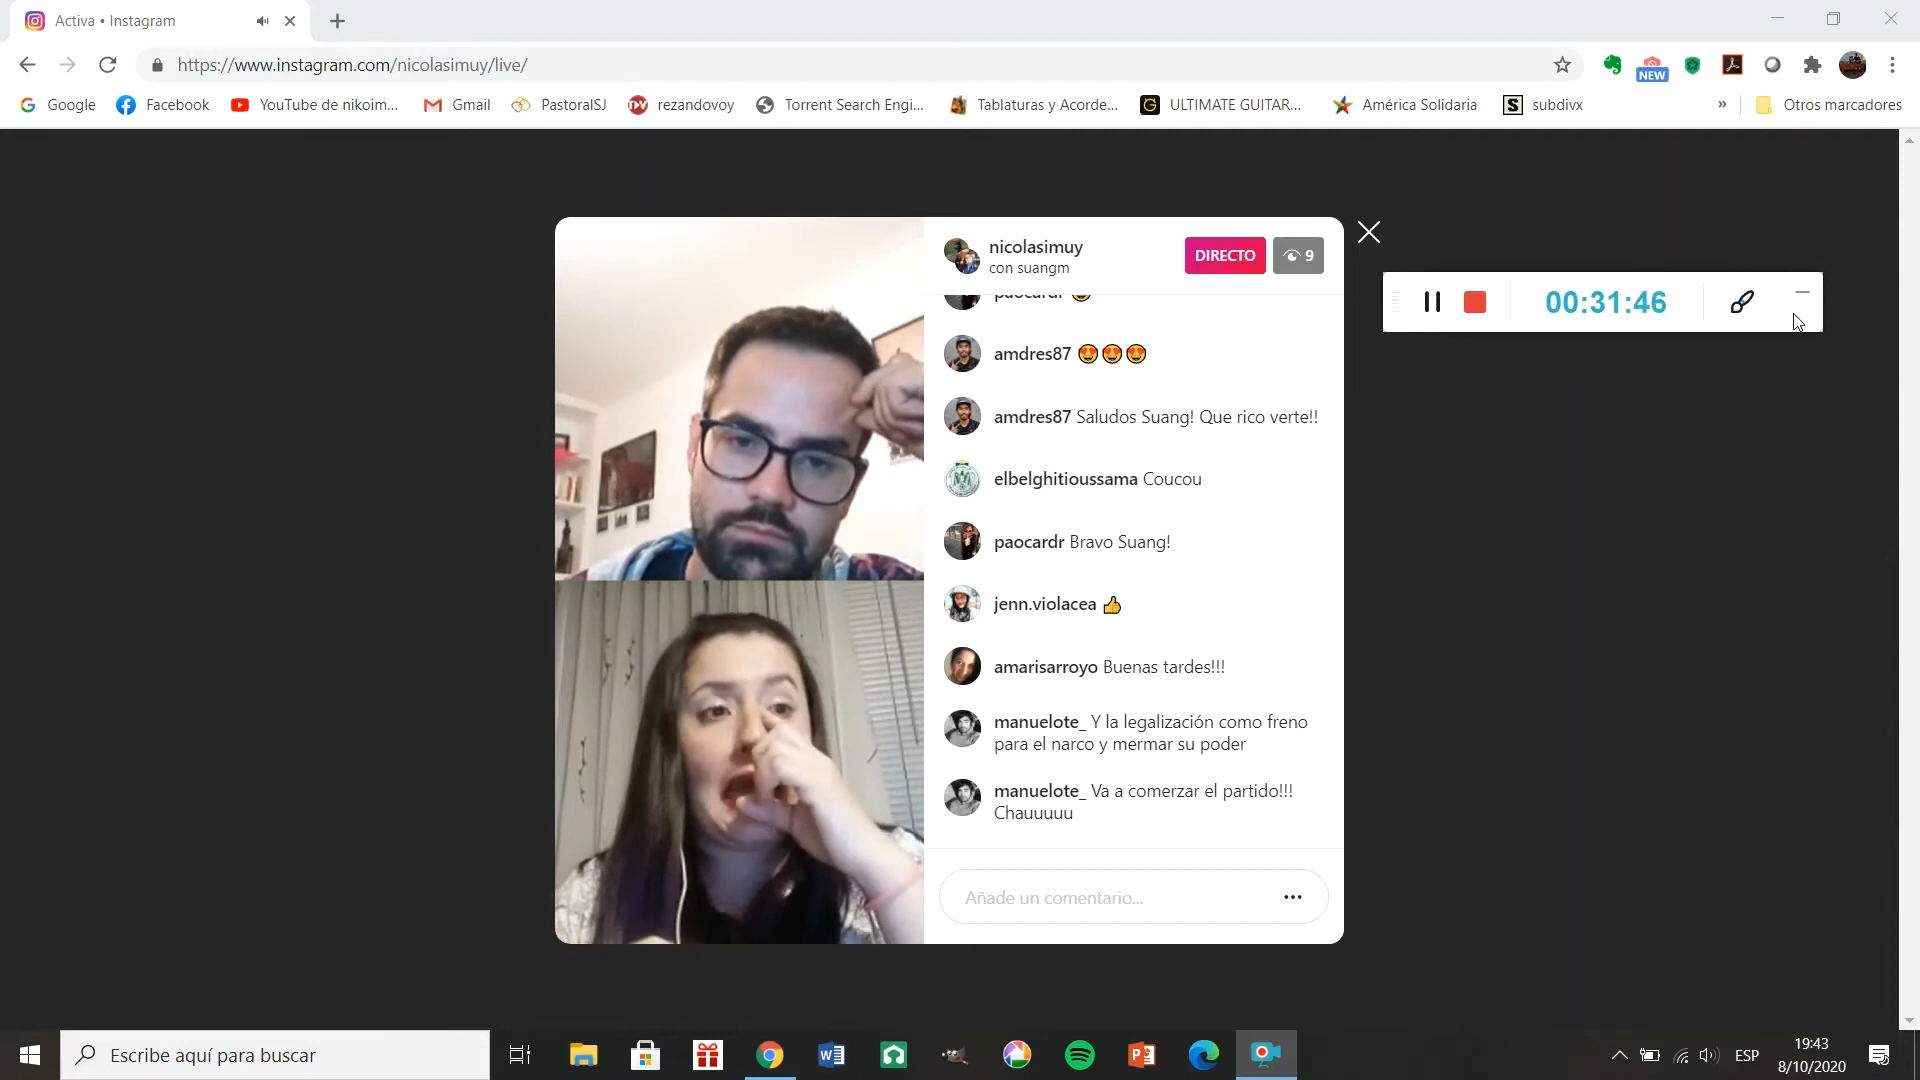 Activa • Instagram
https://www.instagram.com/nicolasimuy/live/
NEW
Google
Facebook
YouTube de nikoim...
Gmail
PastoralSJ
rezandovoy
Torrent Search Engi...
Tablaturas y Acorde...
ULTIMATE GUITAR...
América Solidaria
subdivx
»
Otros marcadores
nicolasimuy
con suangm
DIRECTO
9
paocardr 
amdres87 😍😍😍
amdres87 Saludos Suang! Que rico verte!!
elbelghitioussama Coucou
paocardr Bravo Suang!
jenn.violacea 👍
amarisarroyo Buenas tardes!!!
manuelote_ Y la legalización como freno
para el narco y mermar su poder
manuelote_ Va a comerzar el partido!!!
Chauuuuu
Añade un comentario...
00:31:46
Escribe aquí para buscar
ESP
19:43
8/10/2020